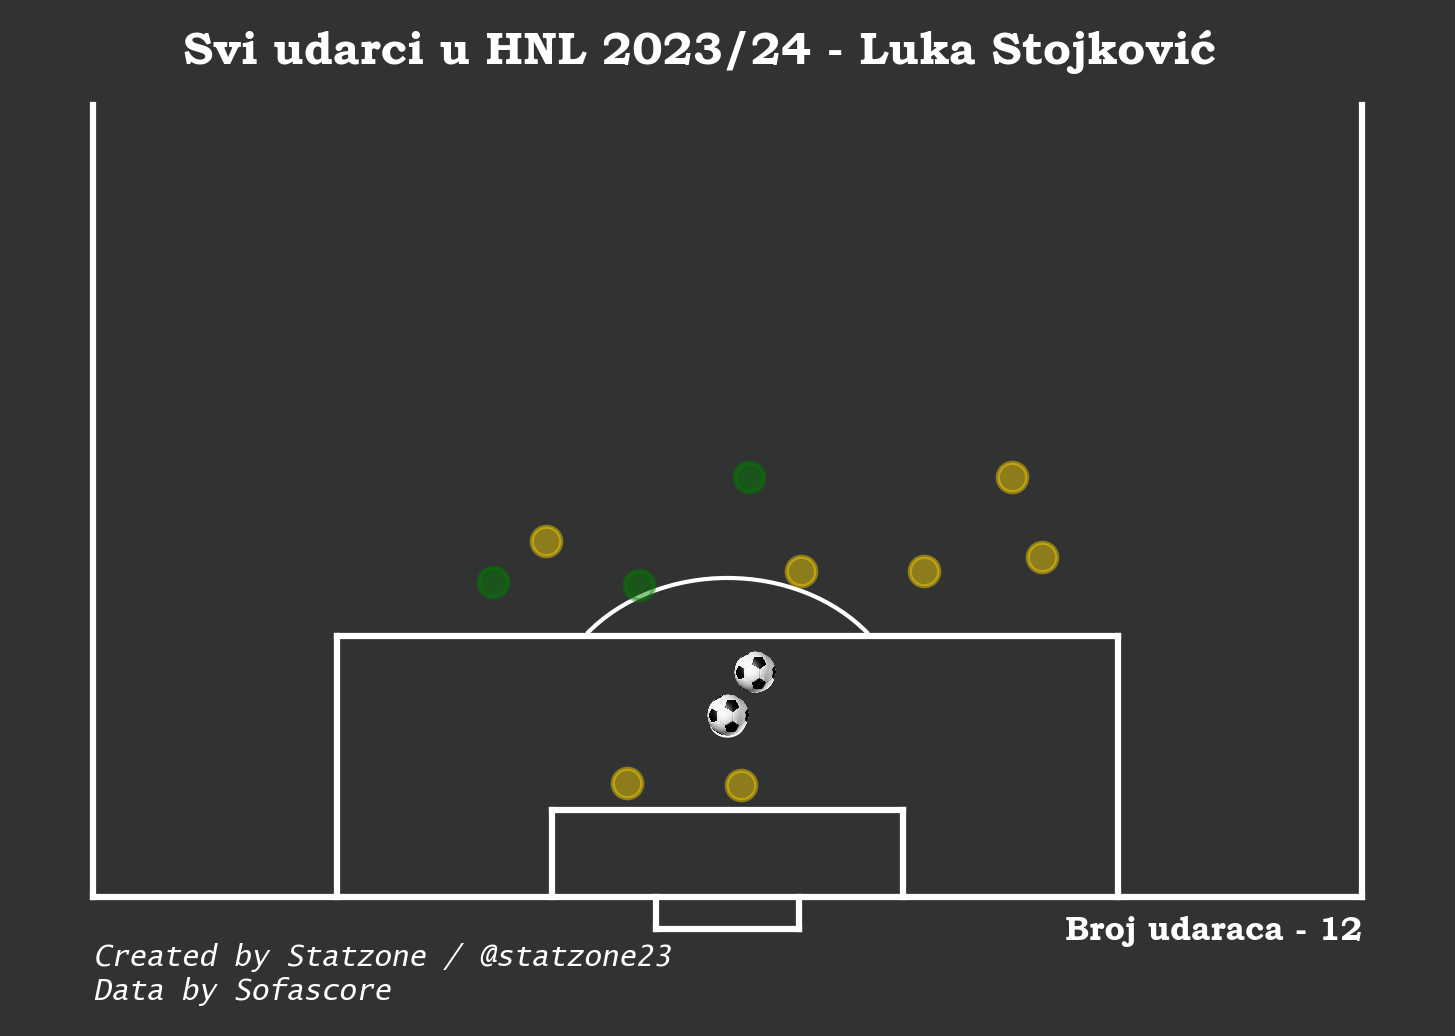 Svi udarci u HNL 2023/24 - Luka Stojković
Broj udaraca - 12
Created by Statzone / @statzone23
Data by Sofascore